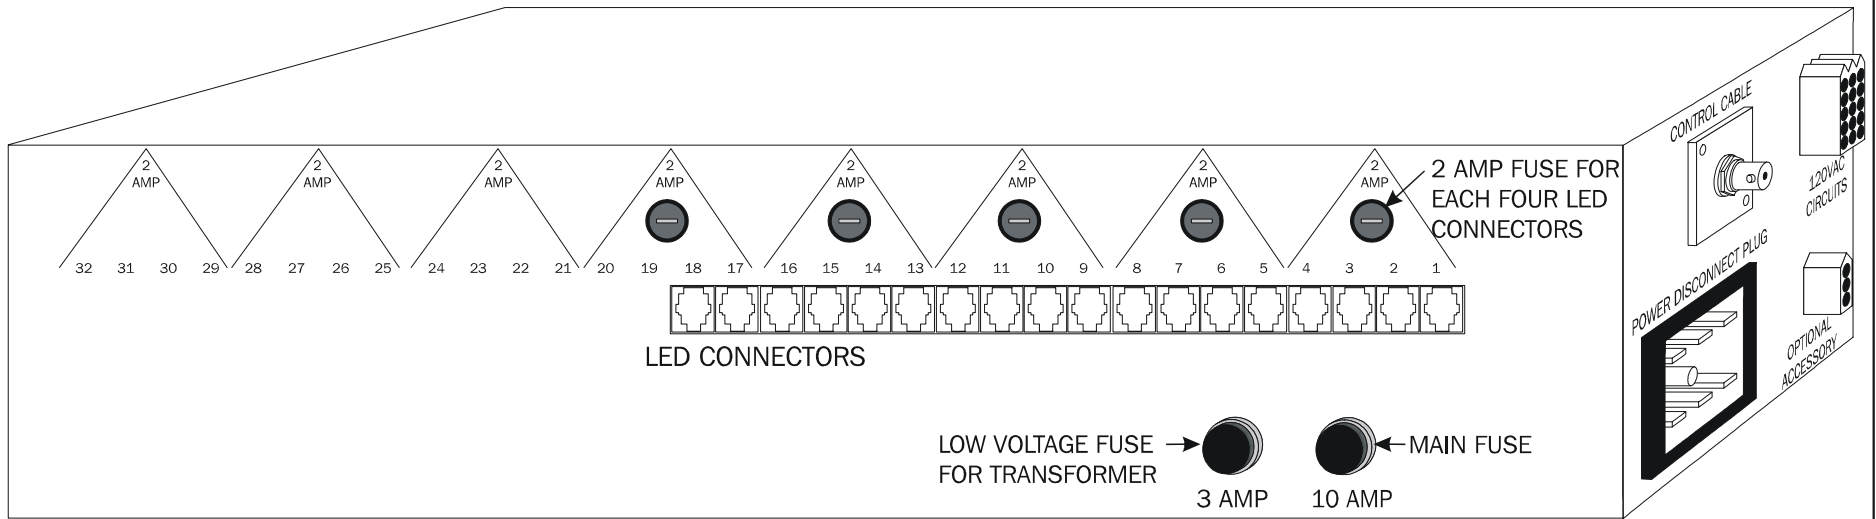 2 2 2 2 2 2 2 2
AMP AMP AMP AMP AMP AMP AMP AMP
2 AMP FUSE FOR
EACH FOUR LED
CONNECTORS
32 31 30 29 28 27 26 25 24 23 22 21 20 19 18 17 16 15 14 13 12 11 10 9 8 7 6 5 4 3 2 1
LED CONNECTORS
LOW VOLTAGE FUSE
FOR TRANSFORMER
3 AMP
MAIN FUSE
10 AMP
CONTROL CABLE
120VAC
CIRCUITS
POWER DISCONNECT PLUG
OPTIONAL
ACCESSORY